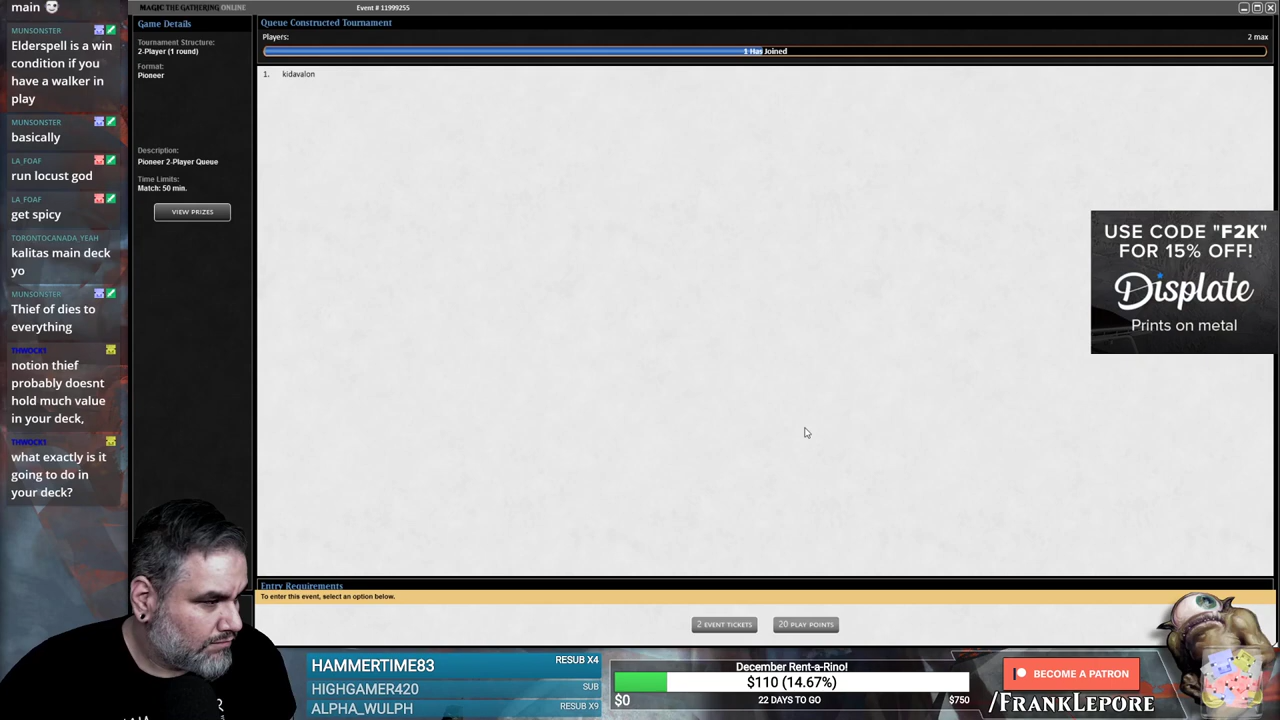 main
MUNSONSTER
Elderspell is a win
condition if you
have a walker in
play
MUNSONSTER
basically
LA_FOAF
run locust god
LA_FOAF
get spicy
TORONTOCANADA_YEAH
kalitas main deck
yo
MUNSONSTER
Thief of dies to
everything
THWOCK1
notion thief
probably doesnt
hold much value
in your deck,
THWOCK1
what exactly is it
going to do in
your deck?
MAGIC THE GATHERING ONLINE
Event # 11999255
Game Details
Tournament Structure:
2-Player (1 round)
Format:
Pioneer
Description:
Pioneer 2-Player Queue
Time Limits:
Match: 50 min.
VIEW PRIZES
Queue Constructed Tournament
Players:
2 max
1 Has Joined
1. kidavalon
USE CODE "F2K"
FOR 15% OFF!
Displate
Prints on metal
Entry Requirements
To enter this event, select an option below.
2 EVENT TICKETS
20 PLAY POINTS
HAMMERTIME83 RESUB X4
HIGHGAMER420 SUB
ALPHA_WULPH RESUB X9
December Rent-a-Rino!
$110 (14.67%)
$0 22 DAYS TO GO $750
BECOME A PATRON
/FRANKLEPORE